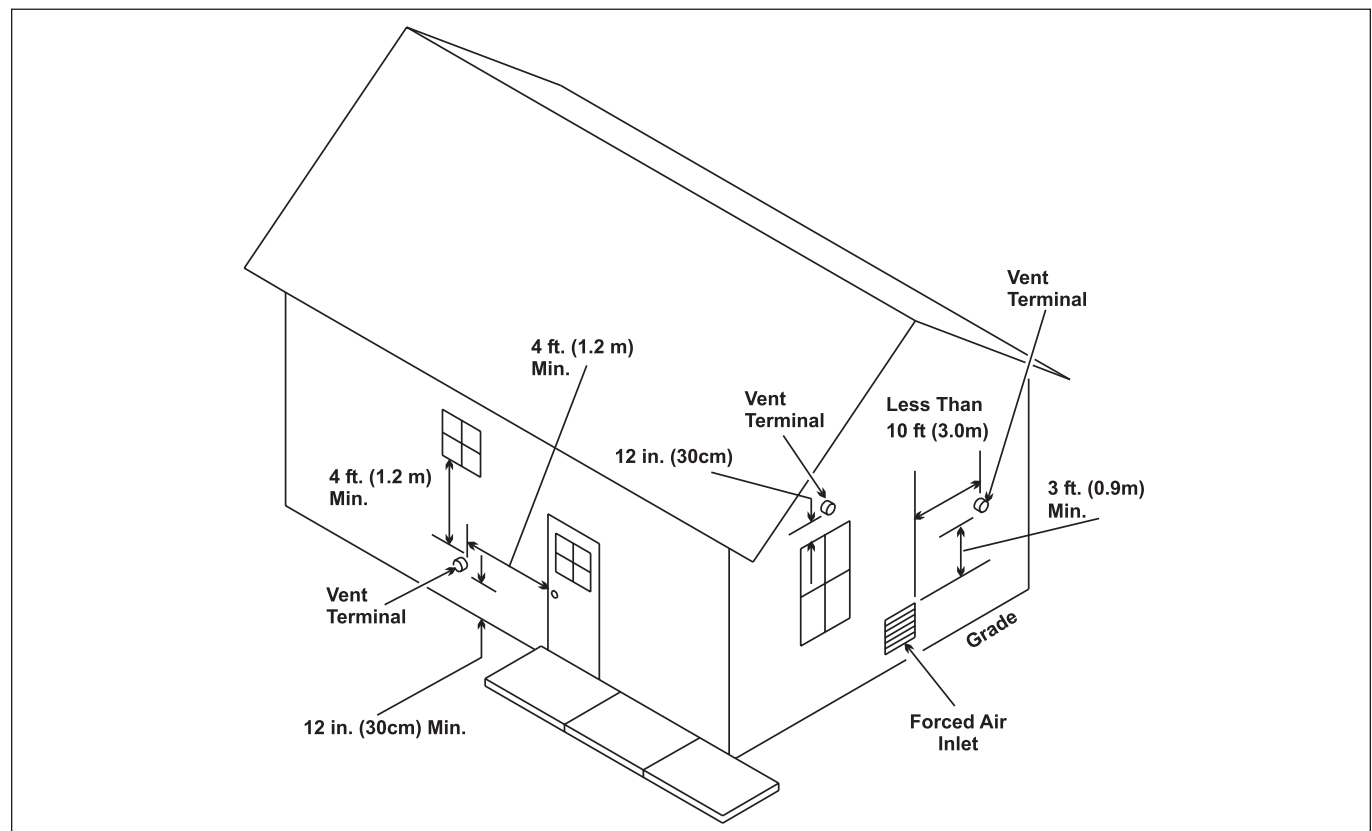 Vent
Terminal
4 ft. (1.2 m)
Min.
Vent
Terminal
Less Than
10 ft (3.0m)
12 in. (30cm)
4 ft. (1.2 m)
Min.
3 ft. (0.9m)
Min.
Vent
Terminal
Grade
12 in. (30cm) Min.
Forced Air
Inlet